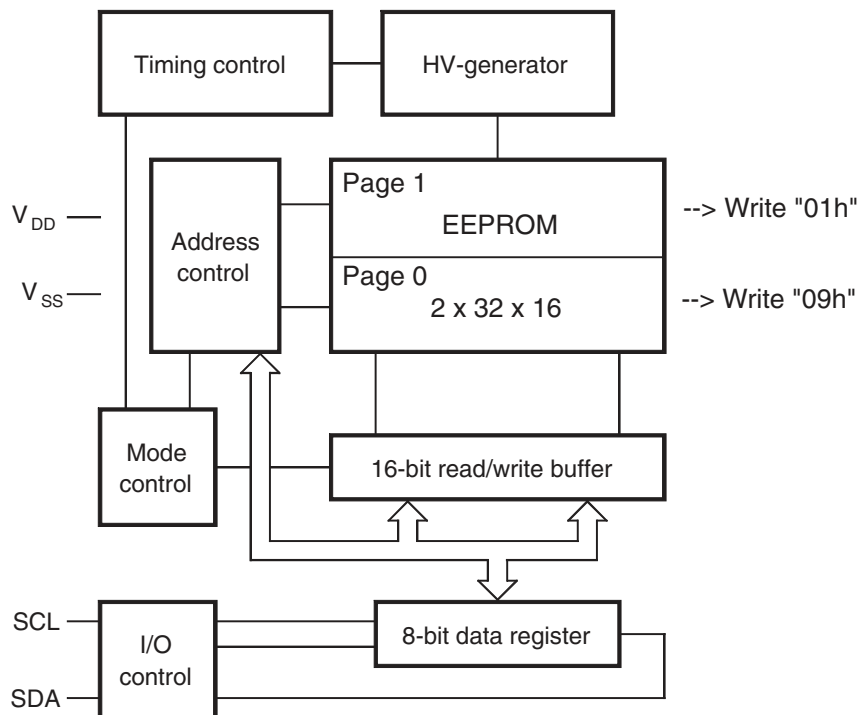 Timing control
HV-generator
Page 1
EEPROM
--> Write "01h"
V DD
Address
control
V SS
Page 0
2 x 32 x 16
--> Write "09h"
Mode
control
16-bit read/write buffer
SCL
I/O
control
8-bit data register
SDA